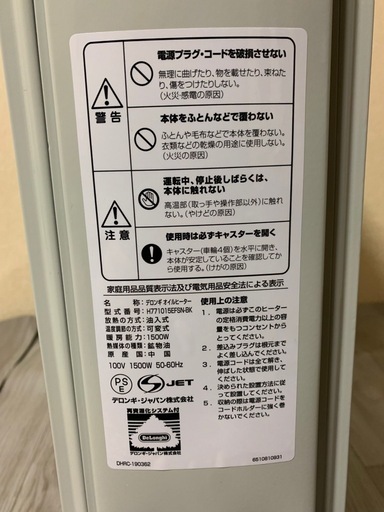 電源プラグ・コードを破損させない
無理に曲げたり、物を載せたり、束ねた
り、傷をつけたりしない。
(火災・感電の原因)
警告
本体をふとんなどで覆わない
ふとんや毛布などで本体を覆わない。
衣類などの乾燥の用途に使用しない。
(火災の原因)
運転中、停止後しばらくは、
本体に触れない
高温部(取っ手や操作部以外)に触れ
ない。(やけどの原因)
注意
使用時は必ずキャスターを開く
キャスター(車輪4個)を水平に開き、
本体が安定していることを確認して
からご使用ください。(けがの原因)
家庭用品品質表示法及び電気用品安全法による表示
名称:デロンギオイルヒーター
型式番号:H771015EFSN-BK
放熱の方式:油入式
温度調節の方式:可変式
暖房能力:1500W
熱媒体の種類:鉱物油
原産国:中国
100V 1500W 50-60Hz
PSE
JET
デロンギ・ジャパン株式会社
再資源化システム付
DeLonghi
デロンギ・ジャパン株式会社
DHRC-190362
使用上の注意
1. 電源は必ずこのヒーター
の定格消費電力以上の容
量をもつコンセントから
とってください。
2. 差込みプラグは根元まで
よく差し込んでください。
3. 電源コードは全て解き、
伸ばした状態で使用して
ください。
4. 決められた設置方法に従
って設置してください。
5. 収納の際は電源コードを
コードホルダーに強く巻
かないでください。
6510810931